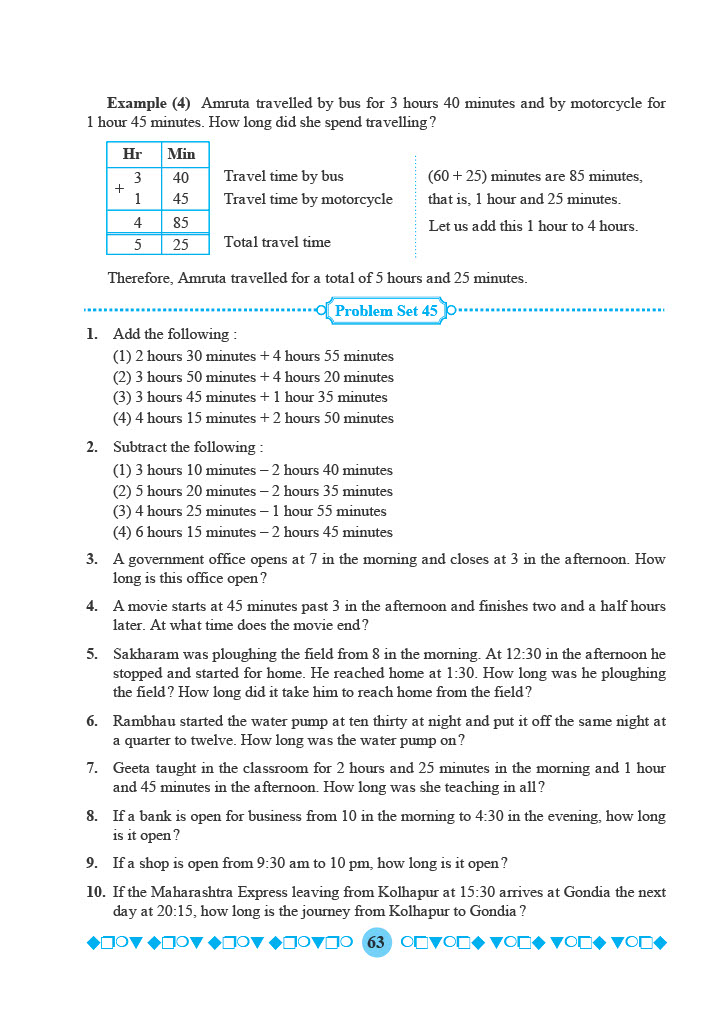 Example (4) Amruta travelled by bus for 3 hours 40 minutes and by motorcycle for
1 hour 45 minutes. How long did she spend travelling?
Hr Min
+ 3 40 Travel time by bus
1 45 Travel time by motorcycle
4 85
5 25 Total travel time
(60 + 25) minutes are 85 minutes,
that is, 1 hour and 25 minutes.
Let us add this 1 hour to 4 hours.
Therefore, Amruta travelled for a total of 5 hours and 25 minutes.
Problem Set 45
1. Add the following :
(1) 2 hours 30 minutes + 4 hours 55 minutes
(2) 3 hours 50 minutes + 4 hours 20 minutes
(3) 3 hours 45 minutes + 1 hour 35 minutes
(4) 4 hours 15 minutes + 2 hours 50 minutes
2. Subtract the following :
(1) 3 hours 10 minutes – 2 hours 40 minutes
(2) 5 hours 20 minutes – 2 hours 35 minutes
(3) 4 hours 25 minutes – 1 hour 55 minutes
(4) 6 hours 15 minutes – 2 hours 45 minutes
3. A government office opens at 7 in the morning and closes at 3 in the afternoon. How
long is this office open?
4. A movie starts at 45 minutes past 3 in the afternoon and finishes two and a half hours
later. At what time does the movie end?
5. Sakharam was ploughing the field from 8 in the morning. At 12:30 in the afternoon he
stopped and started for home. He reached home at 1:30. How long was he ploughing
the field? How long did it take him to reach home from the field?
6. Rambhau started the water pump at ten thirty at night and put it off the same night at
a quarter to twelve. How long was the water pump on?
7. Geeta taught in the classroom for 2 hours and 25 minutes in the morning and 1 hour
and 45 minutes in the afternoon. How long was she teaching in all?
8. If a bank is open for business from 10 in the morning to 4:30 in the evening, how long
is it open?
9. If a shop is open from 9:30 am to 10 pm, how long is it open?
10. If the Maharashtra Express leaving from Kolhapur at 15:30 arrives at Gondia the next
day at 20:15, how long is the journey from Kolhapur to Gondia?
63